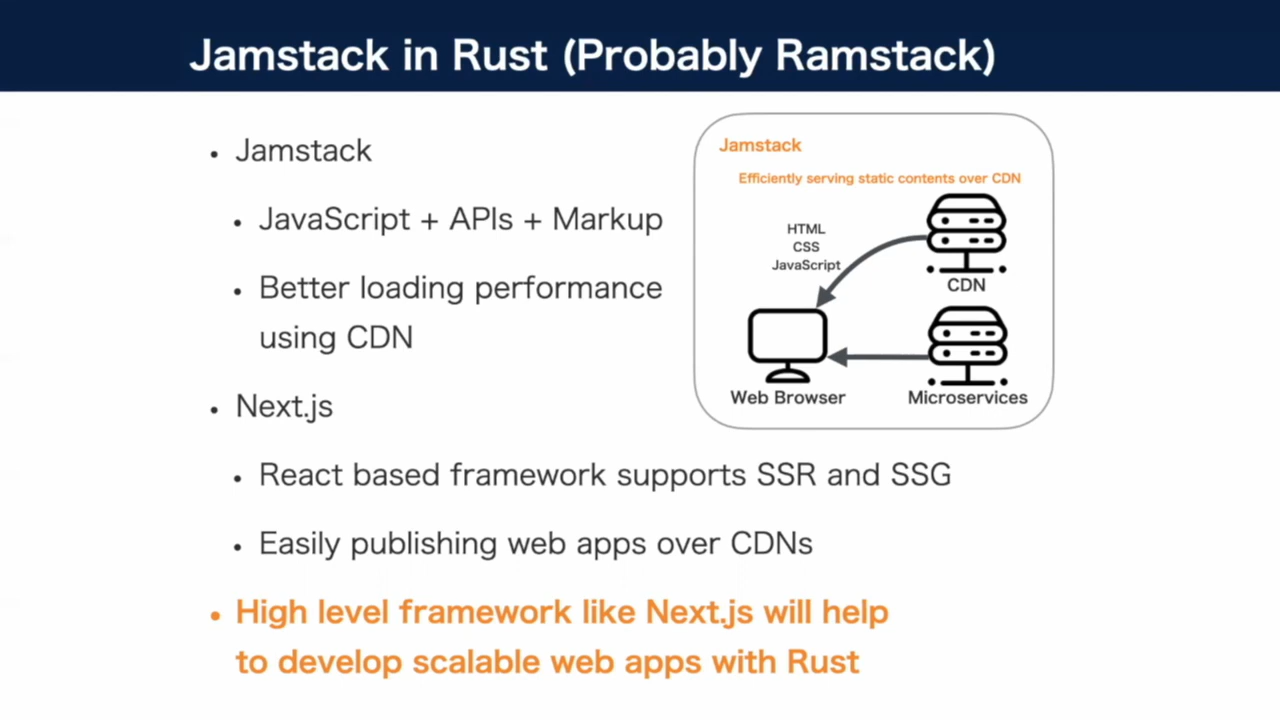 Jamstack in Rust (Probably Ramstack)
• Jamstack
• JavaScript + APIs + Markup
• Better loading performance
using CDN
• Next.js
• React based framework supports SSR and SSG
• Easily publishing web apps over CDNs
• High level framework like Next.js will help
to develop scalable web apps with Rust
Jamstack
Efficiently serving static contents over CDN
HTML
CSS
JavaScript
CDN
Web Browser
Microservices